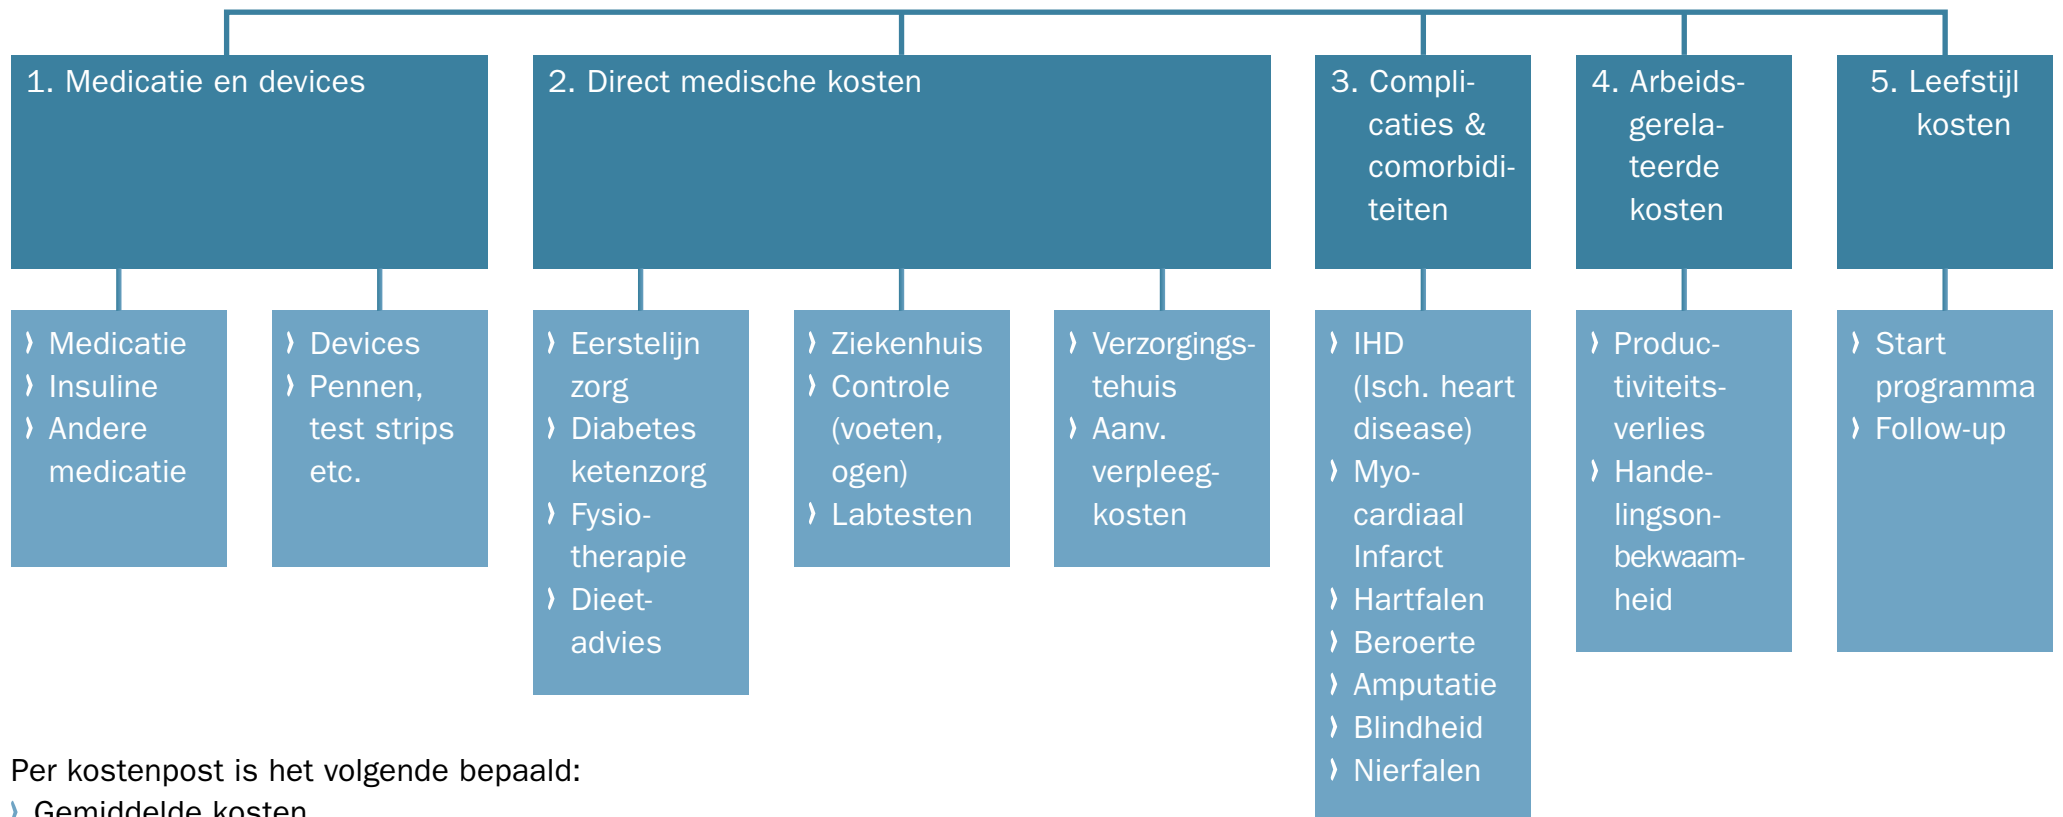 1. Medicatie en devices
2. Direct medische kosten
3. Compli-
caties &
comorbidi-
teiten
4. Arbeids-
gerela-
teerde
kosten
5. Leefstijl
kosten
› Medicatie
› Insuline
› Andere
medicatie
› Devices
› Pennen,
test strips
etc.
› Eerstelijn
zorg
› Diabetes
ketenzorg
› Fysio-
therapie
› Dieet-
advies
› Ziekenhuis
› Controle
(voeten,
ogen)
› Labtesten
› Verzorgings-
tehuis
› Aanv.
verpleeg-
kosten
› IHD
(Isch. heart
disease)
› Myo-
cardiaal
Infarct
› Hartfalen
› Beroerte
› Amputatie
› Blindheid
› Nierfalen
› Produc-
tiviteits-
verlies
› Hande-
lingson-
bekwaam-
heid
› Start
programma
› Follow-up
Per kostenpost is het volgende bepaald:
› Gemiddelde kosten